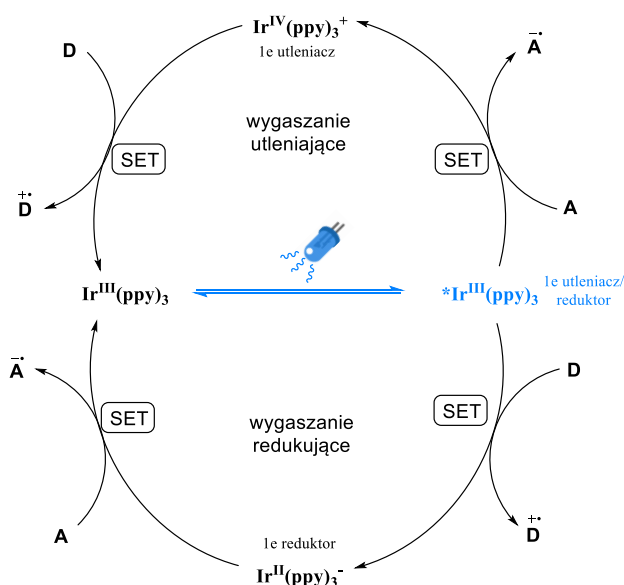 Ir^IV(ppy)₃⁺
1e utleniacz
D
A^-•
wygaszanie
utleniające
SET
SET
D^+•
A
Ir^III(ppy)₃
*Ir^III(ppy)₃
1e utleniacz/
reduktor
A^-•
D
SET
wygaszanie
redukujące
SET
A
D^+•
1e reduktor
Ir^II(ppy)₃⁻